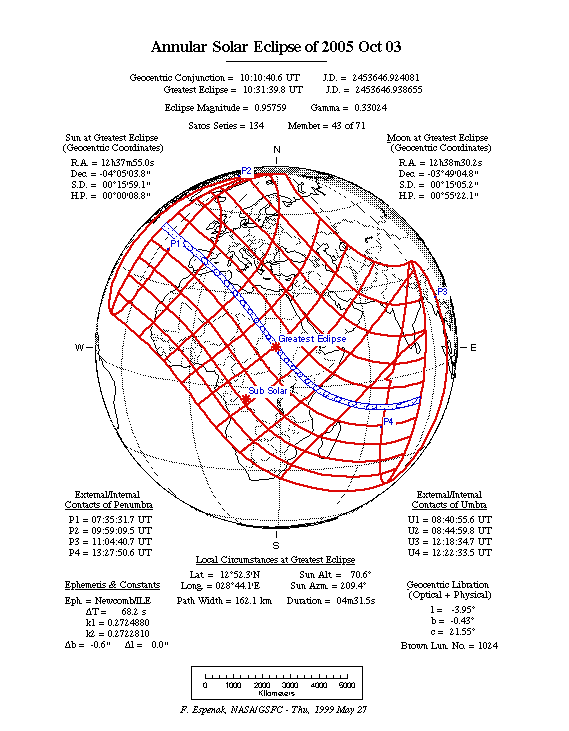 Annular Solar Eclipse of 2005 Oct 03
Geocentric Conjunction = 10:10:40.6 UT J.D. = 2453646.924081
Greatest Eclipse = 10:31:39.8 UT J.D. = 2453646.938655
Eclipse Magnitude = 0.95759 Gamma = 0.33024
Saros Series = 134 Member = 43 of 71
Sun at Greatest Eclipse
(Geocentric Coordinates)
R.A. = 12h37m55.0s
Dec. = -04°05'03.8"
S.D. = 00°15'59.1"
H.P. = 00°00'08.8"
Moon at Greatest Eclipse
(Geocentric Coordinates)
R.A. = 12h38m30.2s
Dec. = -03°49'04.8"
S.D. = 00°15'05.2"
H.P. = 00°55'22.1"
N
P2
P1
P3
Greatest Eclipse
W
E
Sub Solar
P4
S
External/Internal
Contacts of Penumbra
P1 = 07:35:31.7 UT
P2 = 09:59:09.5 UT
P3 = 11:04:40.7 UT
P4 = 13:27:50.6 UT
External/Internal
Contacts of Umbra
U1 = 08:40:55.6 UT
U2 = 08:44:59.8 UT
U3 = 12:18:34.7 UT
U4 = 12:22:33.5 UT
Local Circumstances at Greatest Eclipse
Lat. = 12°52.3'N Sun Alt. = 70.6°
Long. = 028°44.1'E Sun Azm. = 209.4°
Path Width = 162.1 km Duration = 04m31.5s
Ephemeris & Constants
Eph. = Newcomb/ILE
ΔT = 68.2 s
k1 = 0.2724880
k2 = 0.2722810
Δb = -0.6" Δl = 0.0"
Geocentric Libration
(Optical + Physical)
l = -3.95°
b = -0.43°
c = 21.55°
Brown Lun. No. = 1024
0 1000 2000 3000 4000 5000
Kilometers
F. Espenak, NASA/GSFC - Thu, 1999 May 27